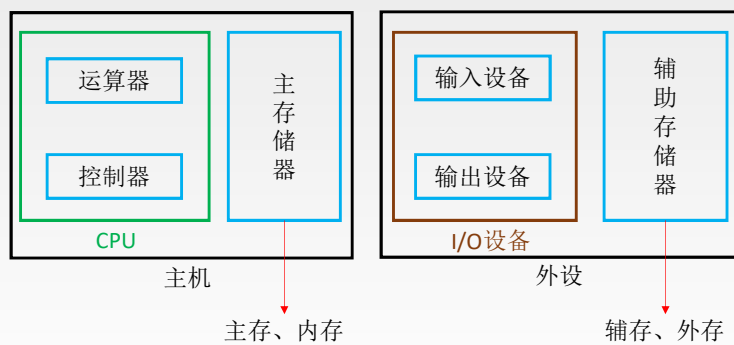 运算器
控制器
CPU
主存储器
主机
主存、内存
输入设备
输出设备
I/O设备
辅助存储器
外设
辅存、外存